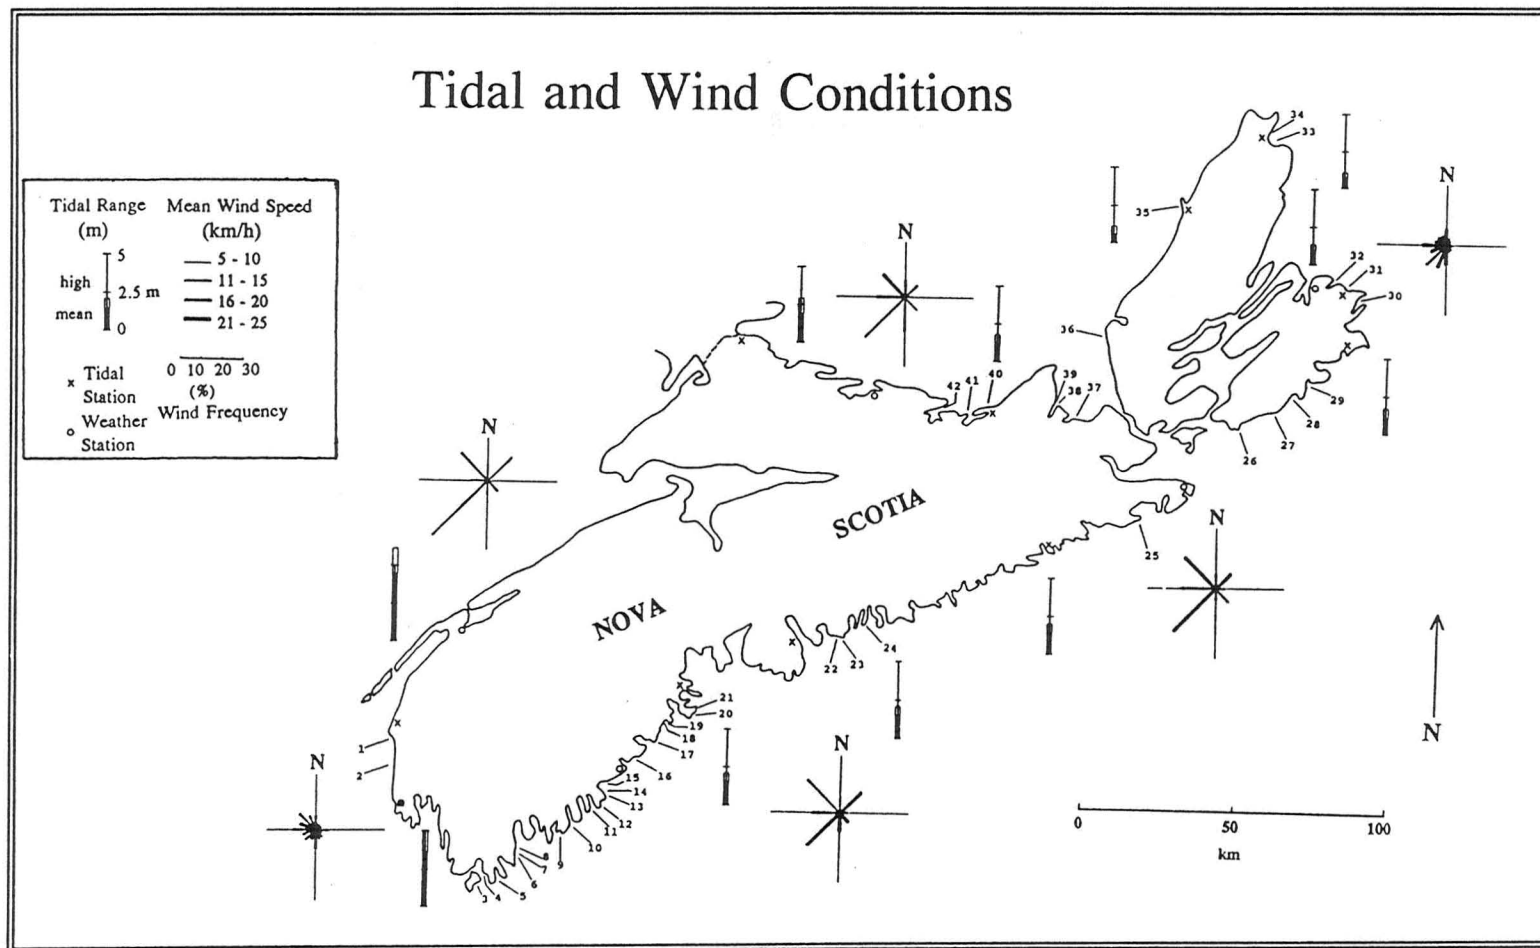 Tidal and Wind Conditions
Tidal Range Mean Wind Speed
(m) (km/h)
5 5 - 10
high 11 - 15
2.5 m 16 - 20
mean 21 - 25
0
x Tidal Station
0 10 20 30
(%)
Wind Frequency
o Weather Station
N
N
N
N
N
N
N
NOVA
SCOTIA
1
2
3
4
5
6
7
8
9
10
11
12
13
14
15
16
17
18
19
20
21
22
23
24
25
26
27
28
29
30
31
32
33
34
35
36
37
38
39
40
41
42
0 50 100
km